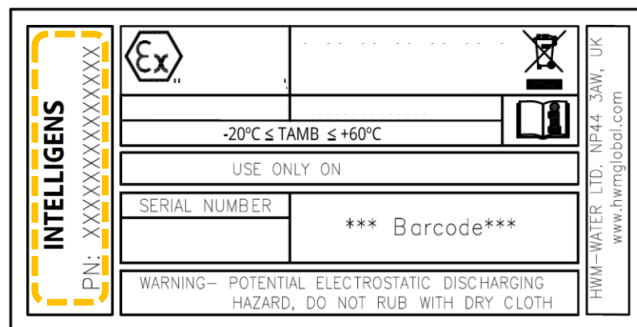 INTELLIGENS
PN: XXXXXXXXXXXXXXX
Ex
-20ºC ≤ TAMB ≤ +60ºC
USE ONLY ON
SERIAL NUMBER
*** Barcode***
WARNING– POTENTIAL ELECTROSTATIC DISCHARGING
HAZARD, DO NOT RUB WITH DRY CLOTH
HWM–WATER LTD. NP44 3AW, UK
www.hwmglobal.com